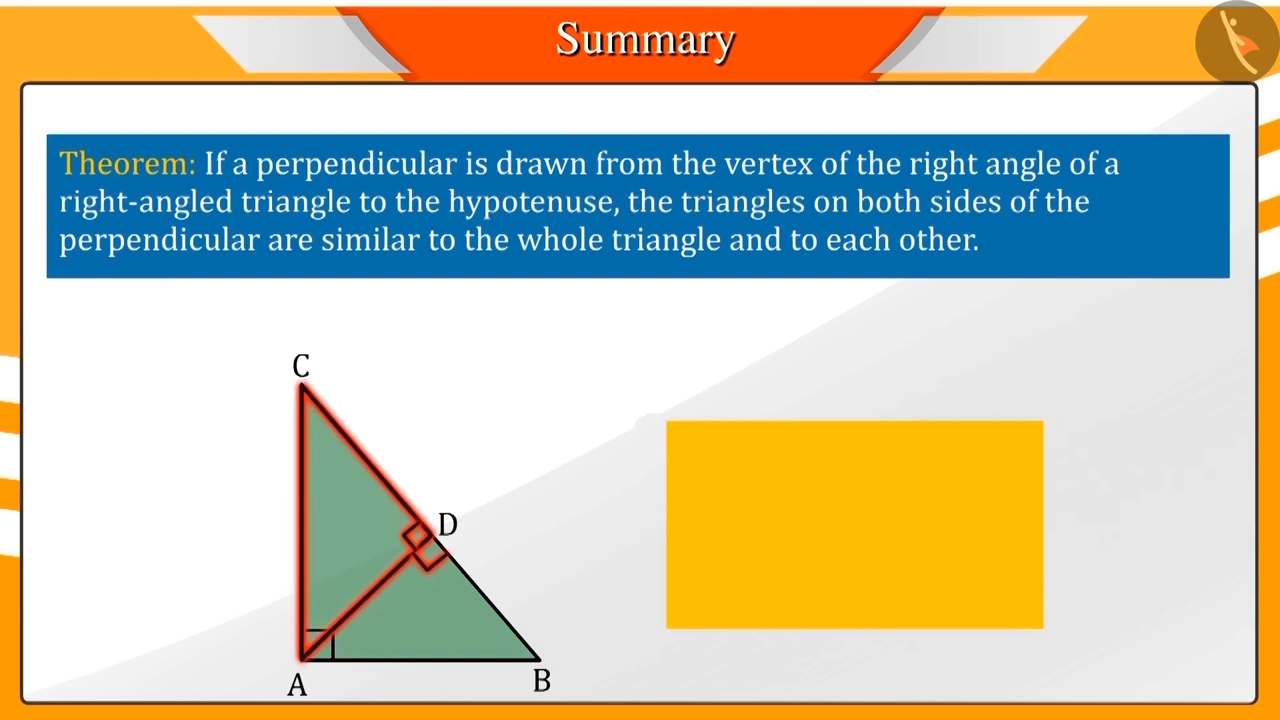 Summary
Theorem: If a perpendicular is drawn from the vertex of the right angle of a
right-angled triangle to the hypotenuse, the triangles on both sides of the
perpendicular are similar to the whole triangle and to each other.
C
D
A
B